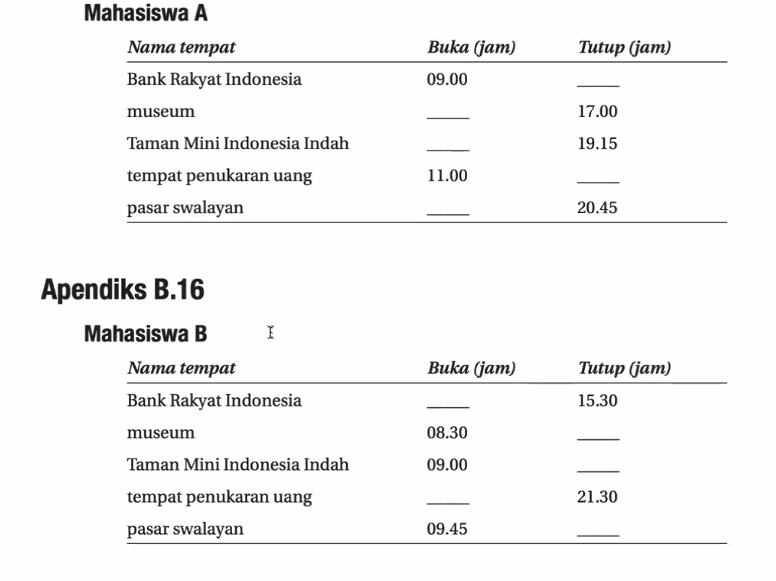 Mahasiswa A
Nama tempat Buka (jam) Tutup (jam)
Bank Rakyat Indonesia 09.00 _____
museum _____ 17.00
Taman Mini Indonesia Indah _____ 19.15
tempat penukaran uang 11.00 _____
pasar swalayan _____ 20.45
Apendiks B.16
Mahasiswa B
Nama tempat Buka (jam) Tutup (jam)
Bank Rakyat Indonesia _____ 15.30
museum 08.30 _____
Taman Mini Indonesia Indah 09.00 _____
tempat penukaran uang _____ 21.30
pasar swalayan 09.45 _____